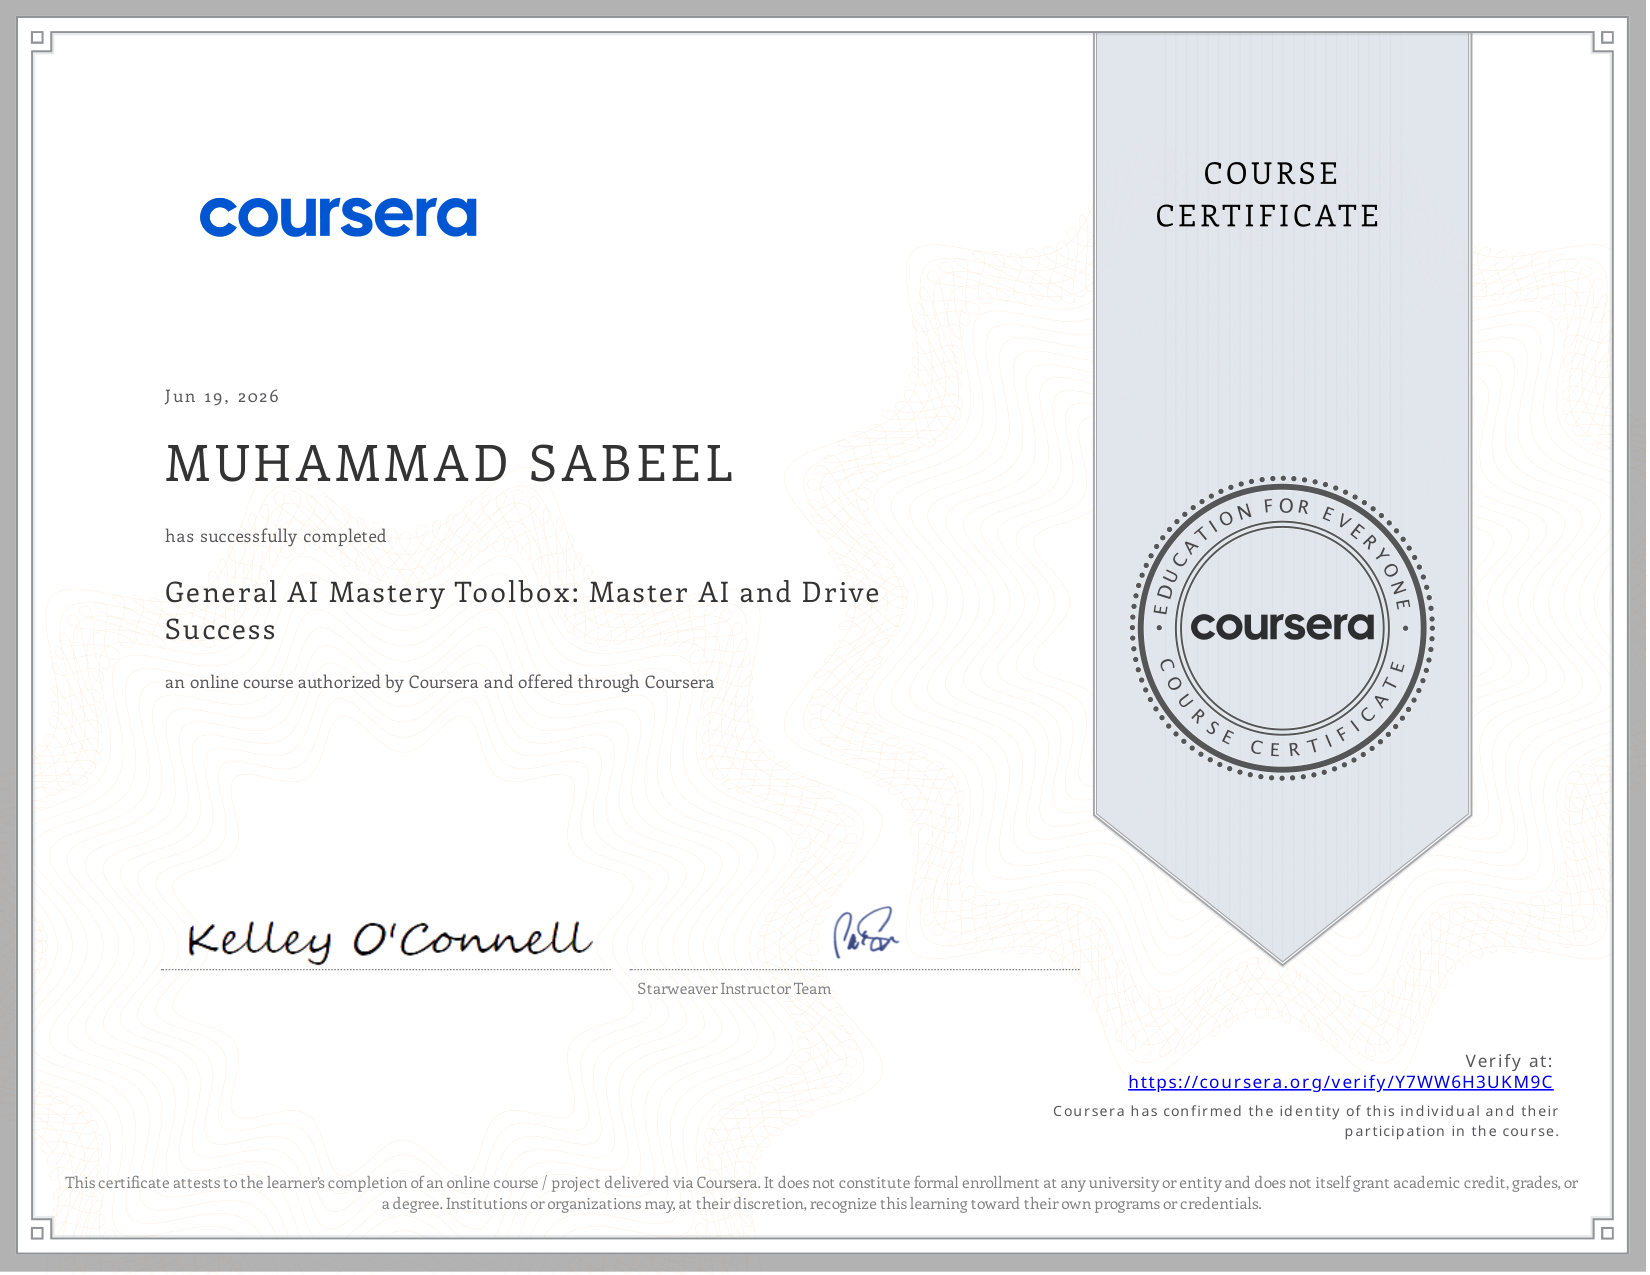 coursera
COURSE
CERTIFICATE
Jun 19, 2026
MUHAMMAD SABEEL
has successfully completed
General AI Mastery Toolbox: Master AI and Drive
Success
an online course authorized by Coursera and offered through Coursera
EDUCATION FOR EVERYONE
coursera
COURSE CERTIFICATE
Kelley O'Connell
Starweaver Instructor Team
Verify at:
https://coursera.org/verify/Y7WW6H3UKM9C
Coursera has confirmed the identity of this individual and their
participation in the course.
This certificate attests to the learner's completion of an online course / project delivered via Coursera. It does not constitute formal enrollment at any university or entity and does not itself grant academic credit, grades, or
a degree. Institutions or organizations may, at their discretion, recognize this learning toward their own programs or credentials.